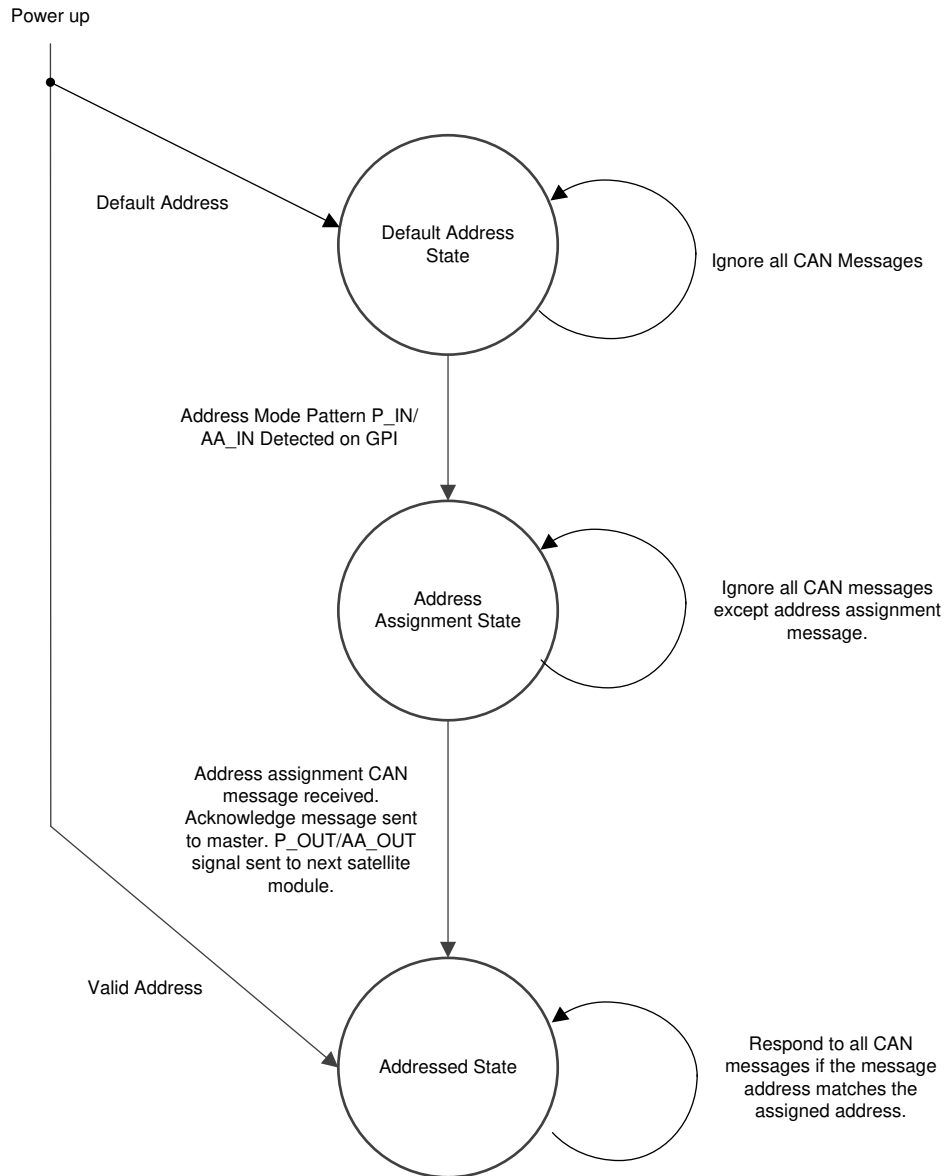 Power up
Default Address
Default Address
State
Ignore all CAN Messages
Address Mode Pattern P_IN/
AA_IN Detected on GPI
Address
Assignment State
Ignore all CAN messages
except address assignment
message.
Address assignment CAN
message received.
Acknowledge message sent
to master. P_OUT/AA_OUT
signal sent to next satellite
module.
Valid Address
Addressed State
Respond to all CAN
messages if the message
address matches the
assigned address.